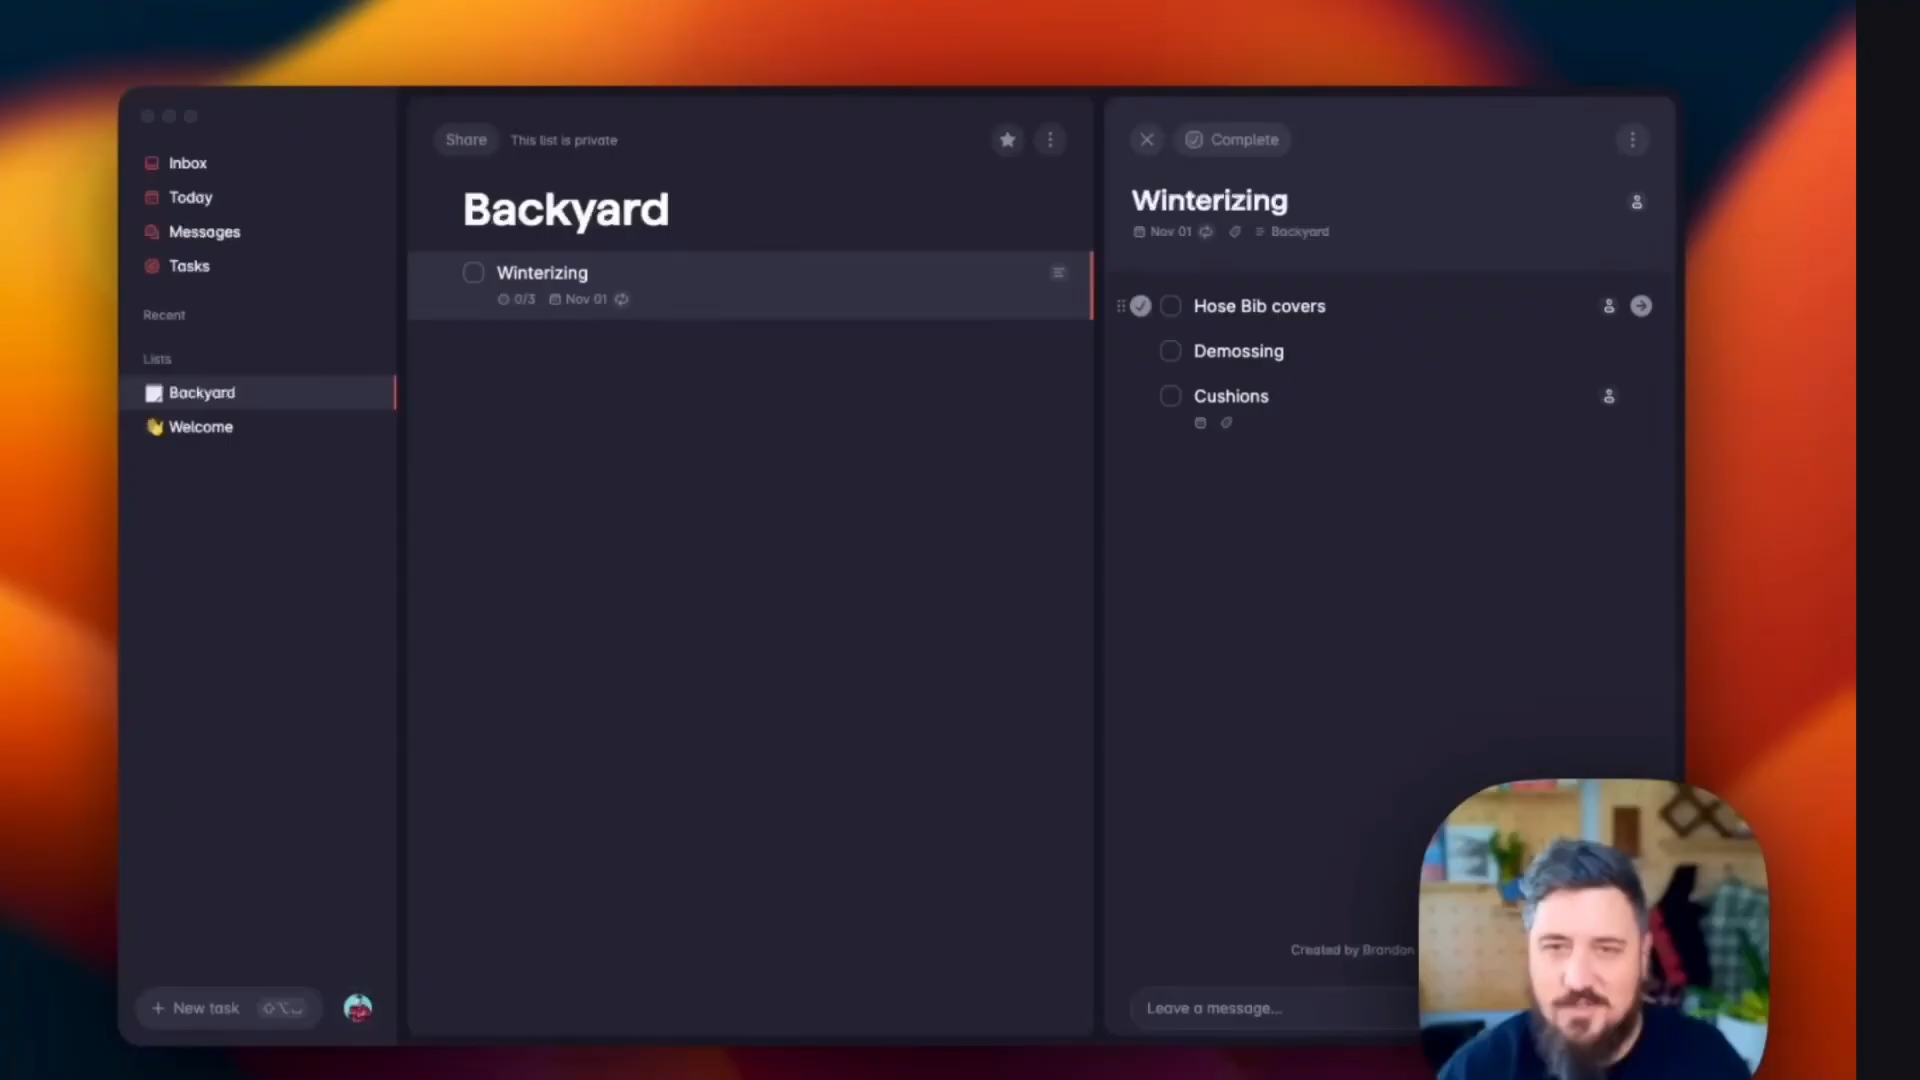 Inbox
Today
Messages
Tasks
Recent
Lists
Backyard
👋 Welcome
+ New task
Share
This list is private
Backyard
Winterizing
0/3
Nov 01
Complete
Winterizing
Nov 01
Backyard
Hose Bib covers
Demossing
Cushions
Created by Brandon
Leave a message...